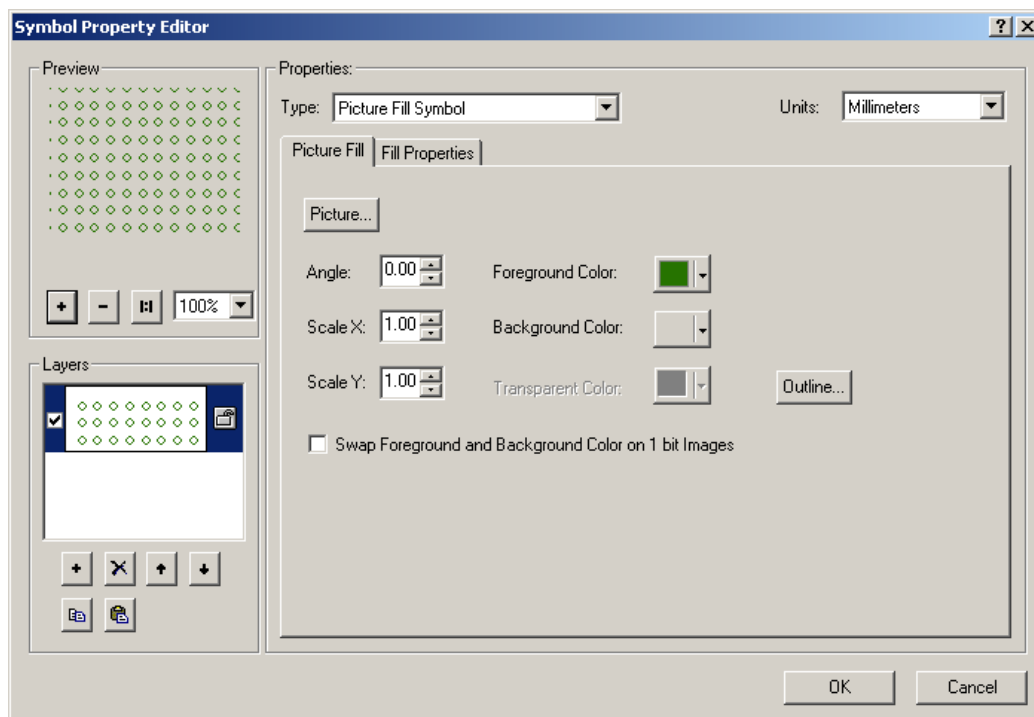 Symbol Property Editor
Preview
Properties:
Type: Picture Fill Symbol Units: Millimeters
Picture Fill Fill Properties
Picture...
Angle: 0.00 Foreground Color:
100%
Scale X: 1.00 Background Color:
Layers
Scale Y: 1.00 Transparent Color: Outline...
Swap Foreground and Background Color on 1 bit Images
OK Cancel